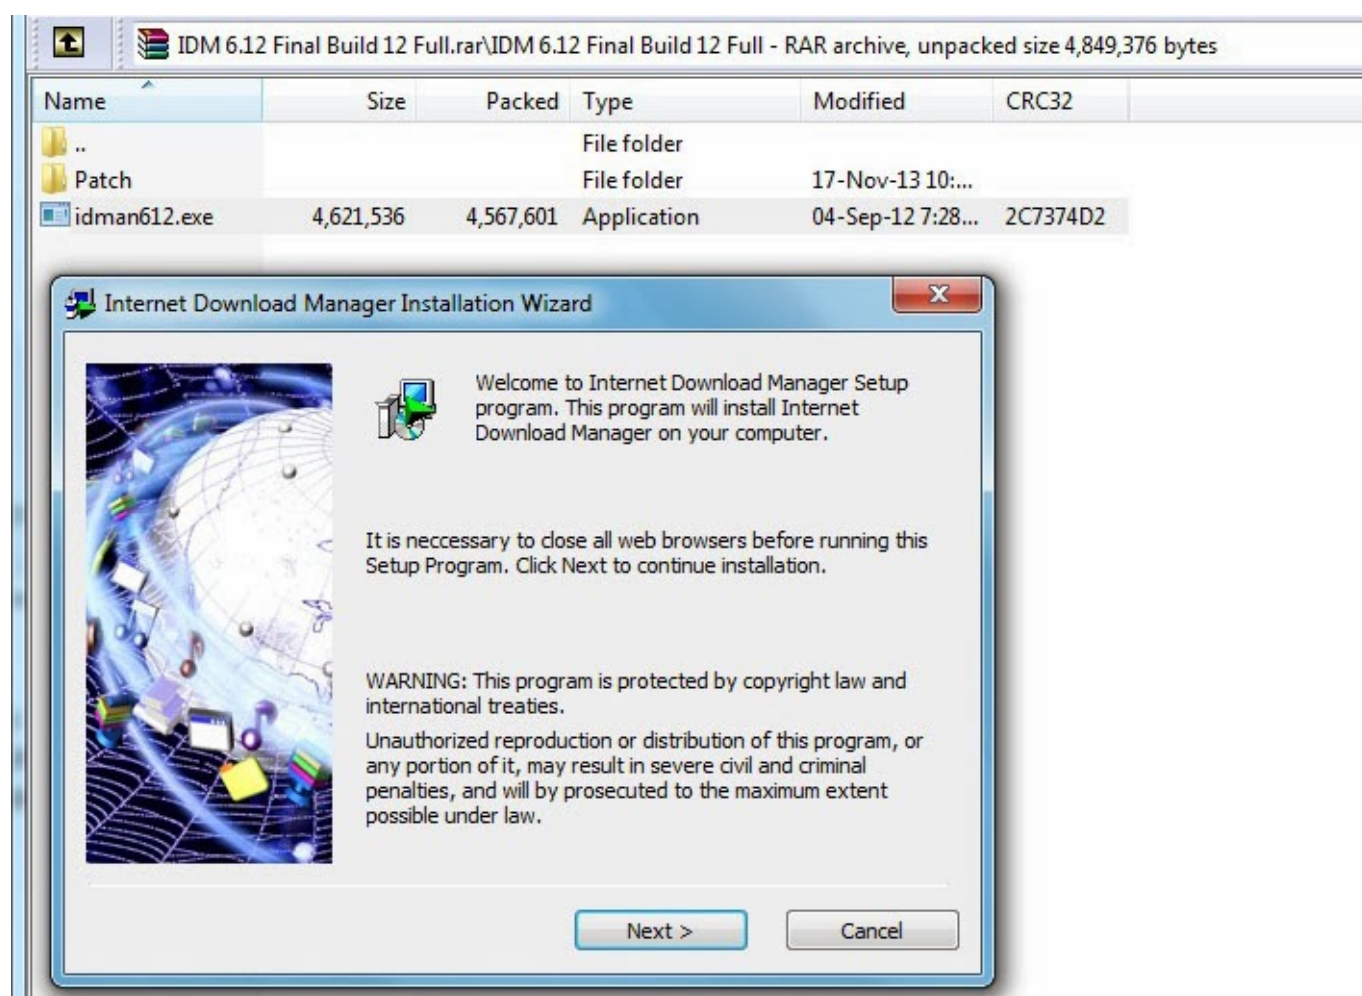 IDM 6.12 Final Build 12 Full.rar\IDM 6.12 Final Build 12 Full - RAR archive, unpacked size 4,849,376 bytes
Name Size Packed Type Modified CRC32
.. File folder
Patch File folder 17-Nov-13 10:...
idman612.exe 4,621,536 4,567,601 Application 04-Sep-12 7:28... 2C7374D2
Internet Download Manager Installation Wizard
Welcome to Internet Download Manager Setup
program. This program will install Internet
Download Manager on your computer.
It is neccessary to close all web browsers before running this
Setup Program. Click Next to continue installation.
WARNING: This program is protected by copyright law and
international treaties.
Unauthorized reproduction or distribution of this program, or
any portion of it, may result in severe civil and criminal
penalties, and will by prosecuted to the maximum extent
possible under law.
Next > Cancel